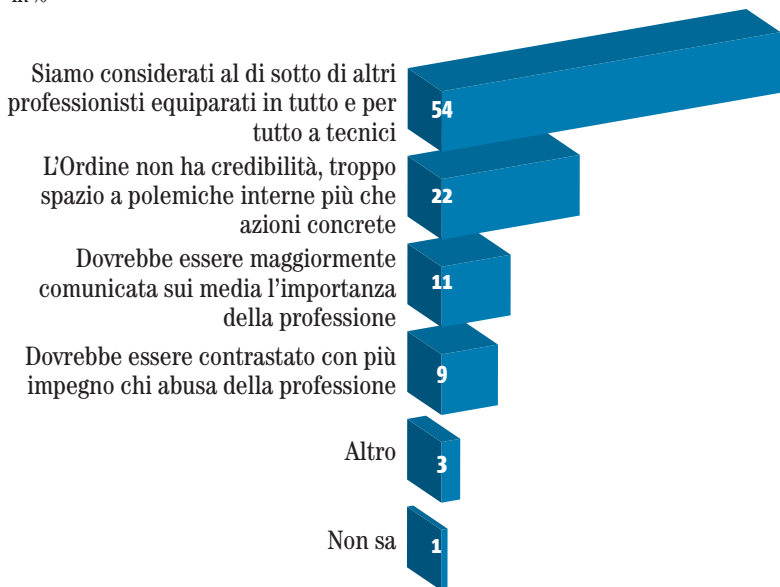 in %
Siamo considerati al di sotto di altri
professionisti equiparati in tutto e per
tutto a tecnici
54
L'Ordine non ha credibilità, troppo
spazio a polemiche interne più che
azioni concrete
22
Dovrebbe essere maggiormente
comunicata sui media l'importanza
della professione
11
Dovrebbe essere contrastato con più
impegno chi abusa della professione
9
Altro
3
Non sa
1